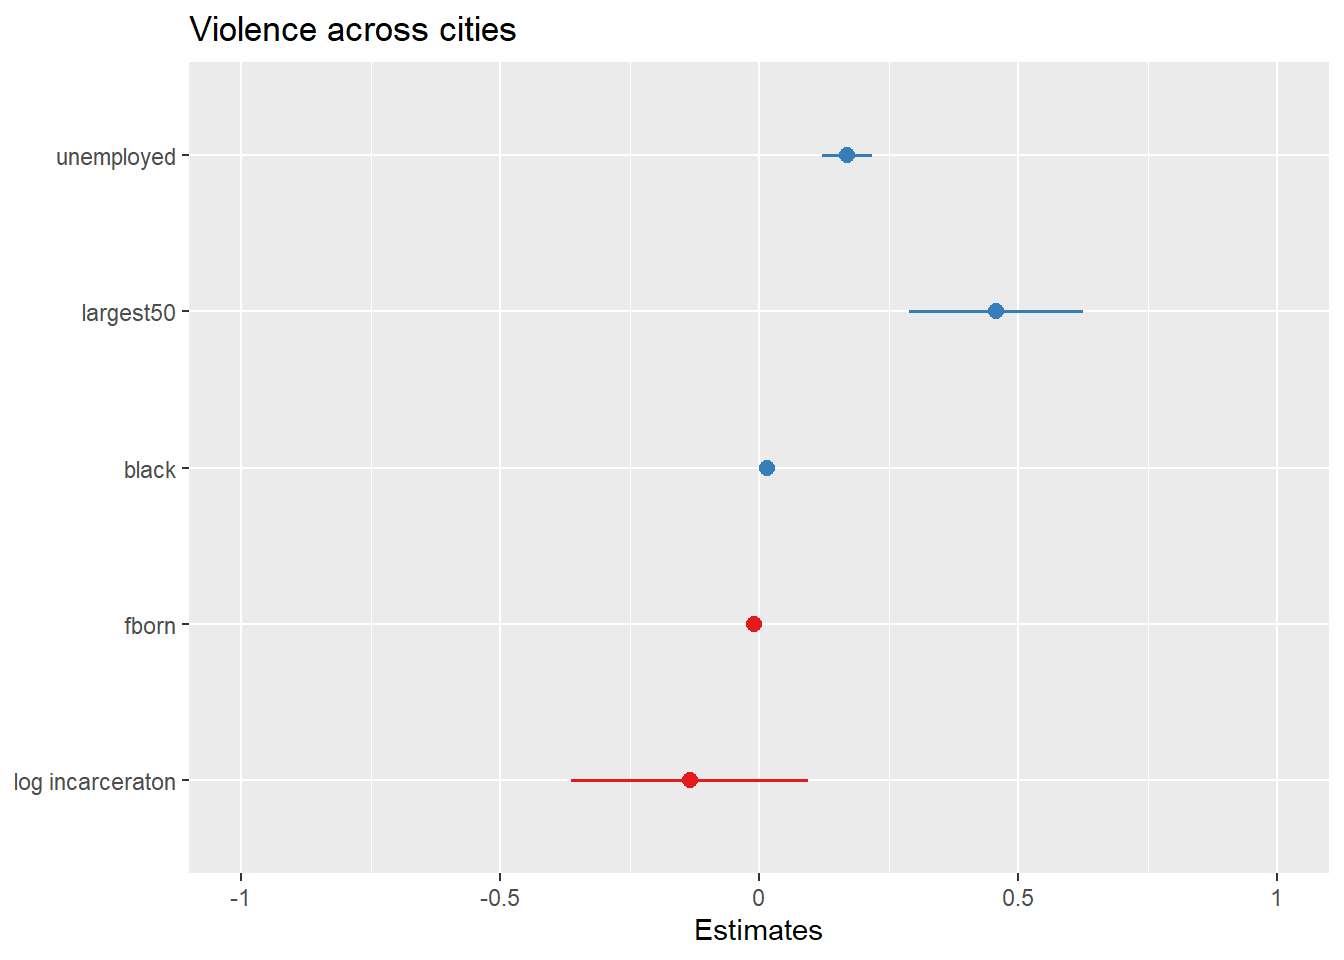 Violence across cities
unemployed
largest50
black
fborn
log incarceraton
-1 -0.5 0 0.5 1
Estimates